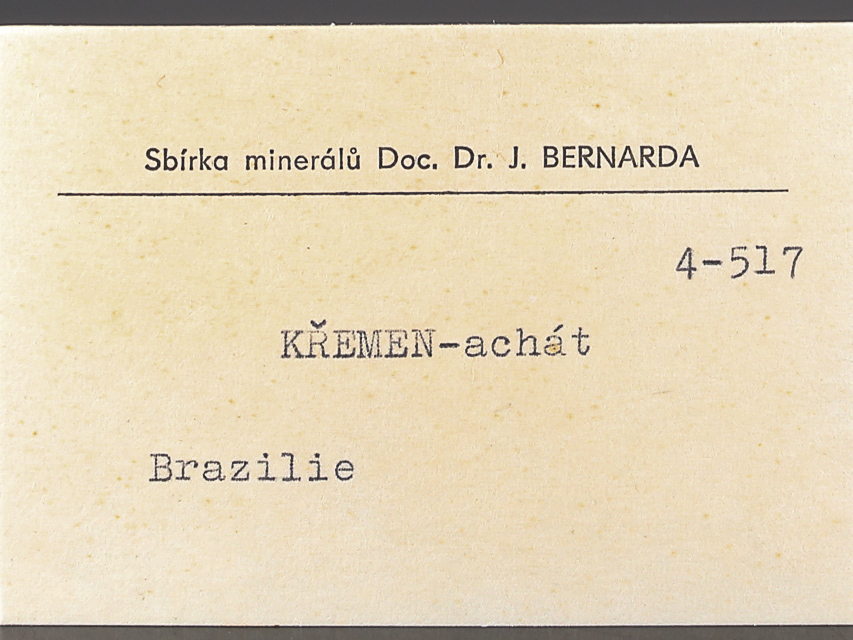 Sbírka minerálů Doc. Dr. J. BERNARDA
4-517
KŘEMEN-achát
Brazilie